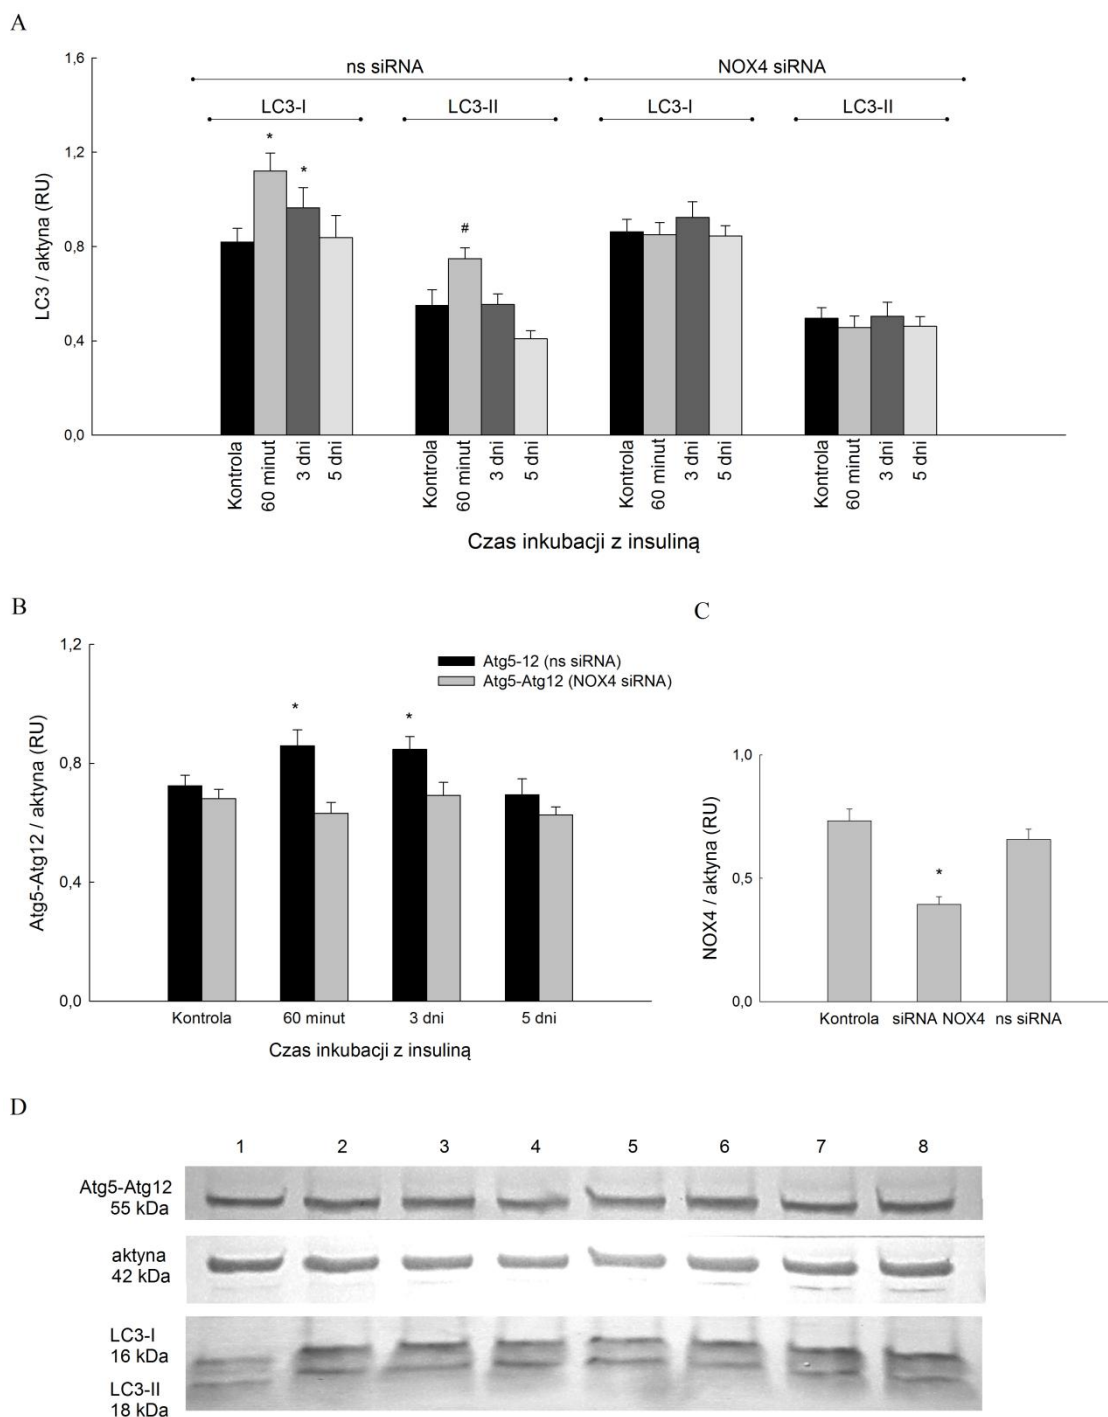 A
1,6
1,2
0,8
0,4
0,0
LC3 / aktyna (RU)
ns siRNA
NOX4 siRNA
LC3-I
LC3-II
LC3-I
LC3-II
*
*
#
Kontrola
60 minut
3 dni
5 dni
Kontrola
60 minut
3 dni
5 dni
Kontrola
60 minut
3 dni
5 dni
Kontrola
60 minut
3 dni
5 dni
Czas inkubacji z insuliną
B
1,2
0,8
0,4
0,0
Atg5-Atg12 / aktyna (RU)
Atg5-12 (ns siRNA)
Atg5-Atg12 (NOX4 siRNA)
*
*
Kontrola
60 minut
3 dni
5 dni
Czas inkubacji z insuliną
C
1,0
0,5
0,0
NOX4 / aktyna (RU)
*
Kontrola
siRNA NOX4
ns siRNA
D
1 2 3 4 5 6 7 8
Atg5-Atg12
55 kDa
aktyna
42 kDa
LC3-I
16 kDa
LC3-II
18 kDa